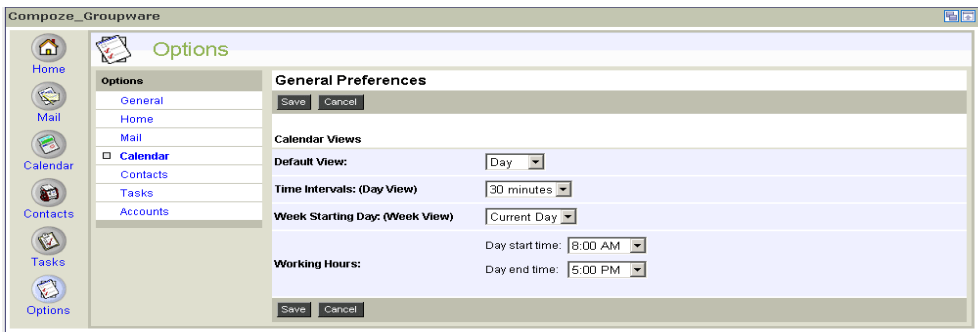 Compoze_Groupware
Home
Mail
Calendar
Contacts
Tasks
Options
Options
Options
General
Home
Mail
Calendar
Contacts
Tasks
Accounts
General Preferences
Save Cancel
Calendar Views
Default View: Day
Time Intervals: (Day View) 30 minutes
Week Starting Day: (Week View) Current Day
Working Hours:
Day start time: 8:00 AM
Day end time: 5:00 PM
Save Cancel